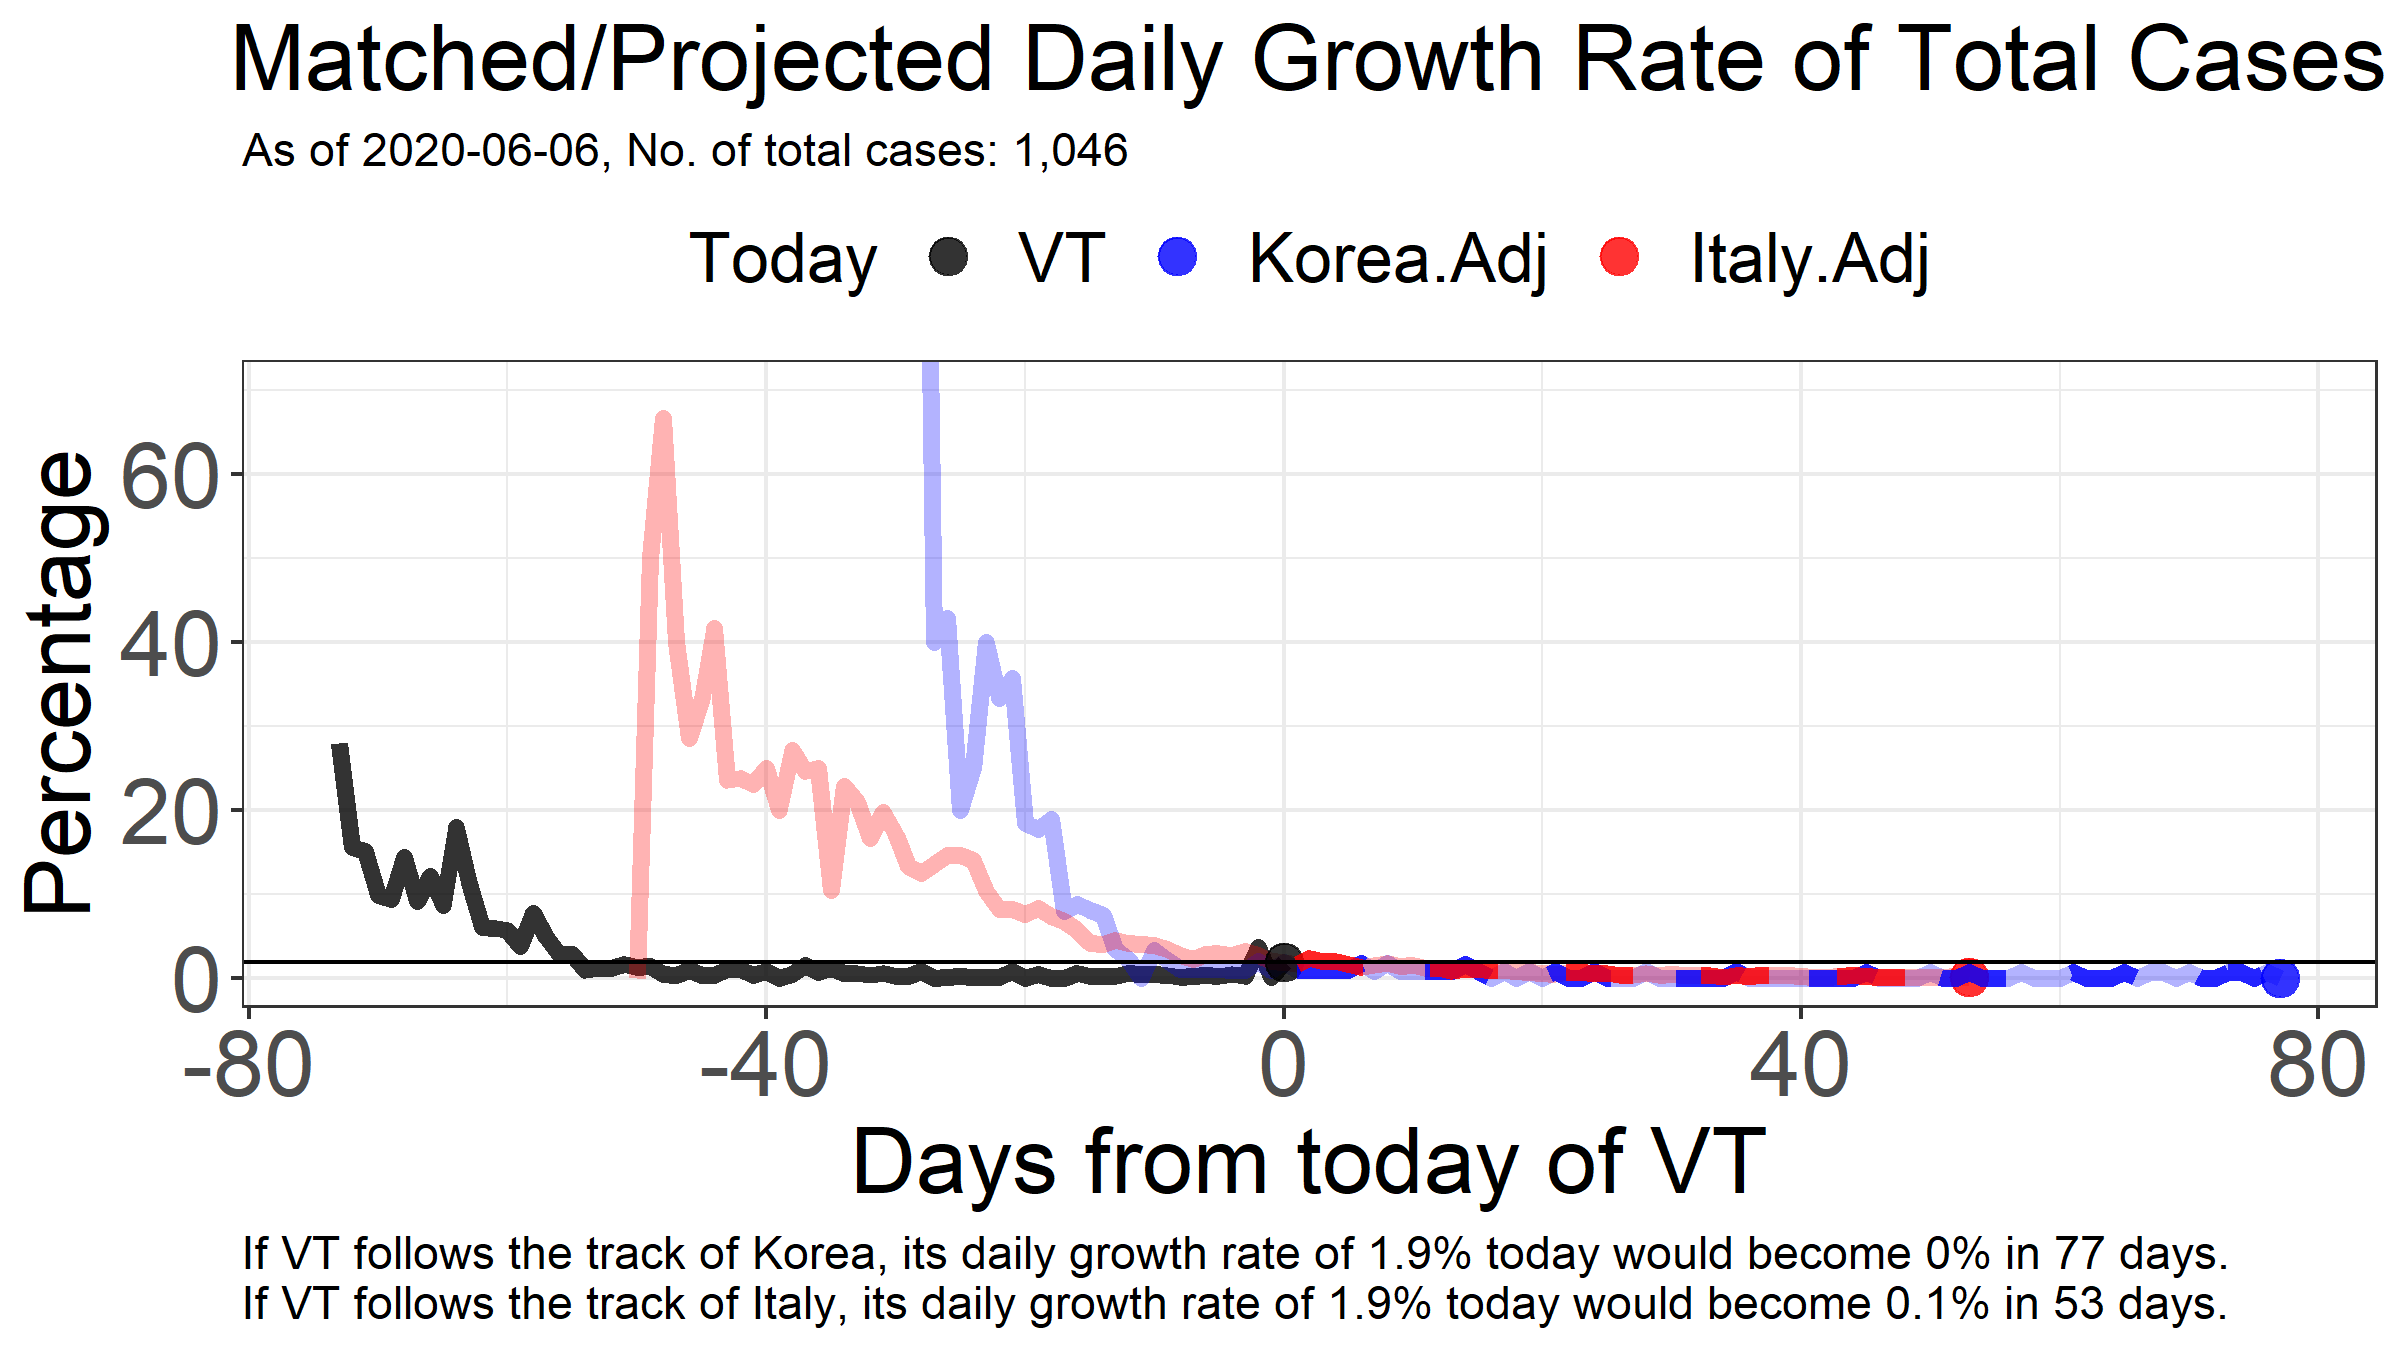 Matched/Projected Daily Growth Rate of Total Cases
As of 2020-06-06, No. of total cases: 1,046
Today VT Korea.Adj Italy.Adj
Percentage
60
40
20
0
-80 -40 0 40 80
Days from today of VT
If VT follows the track of Korea, its daily growth rate of 1.9% today would become 0% in 77 days.
If VT follows the track of Italy, its daily growth rate of 1.9% today would become 0.1% in 53 days.